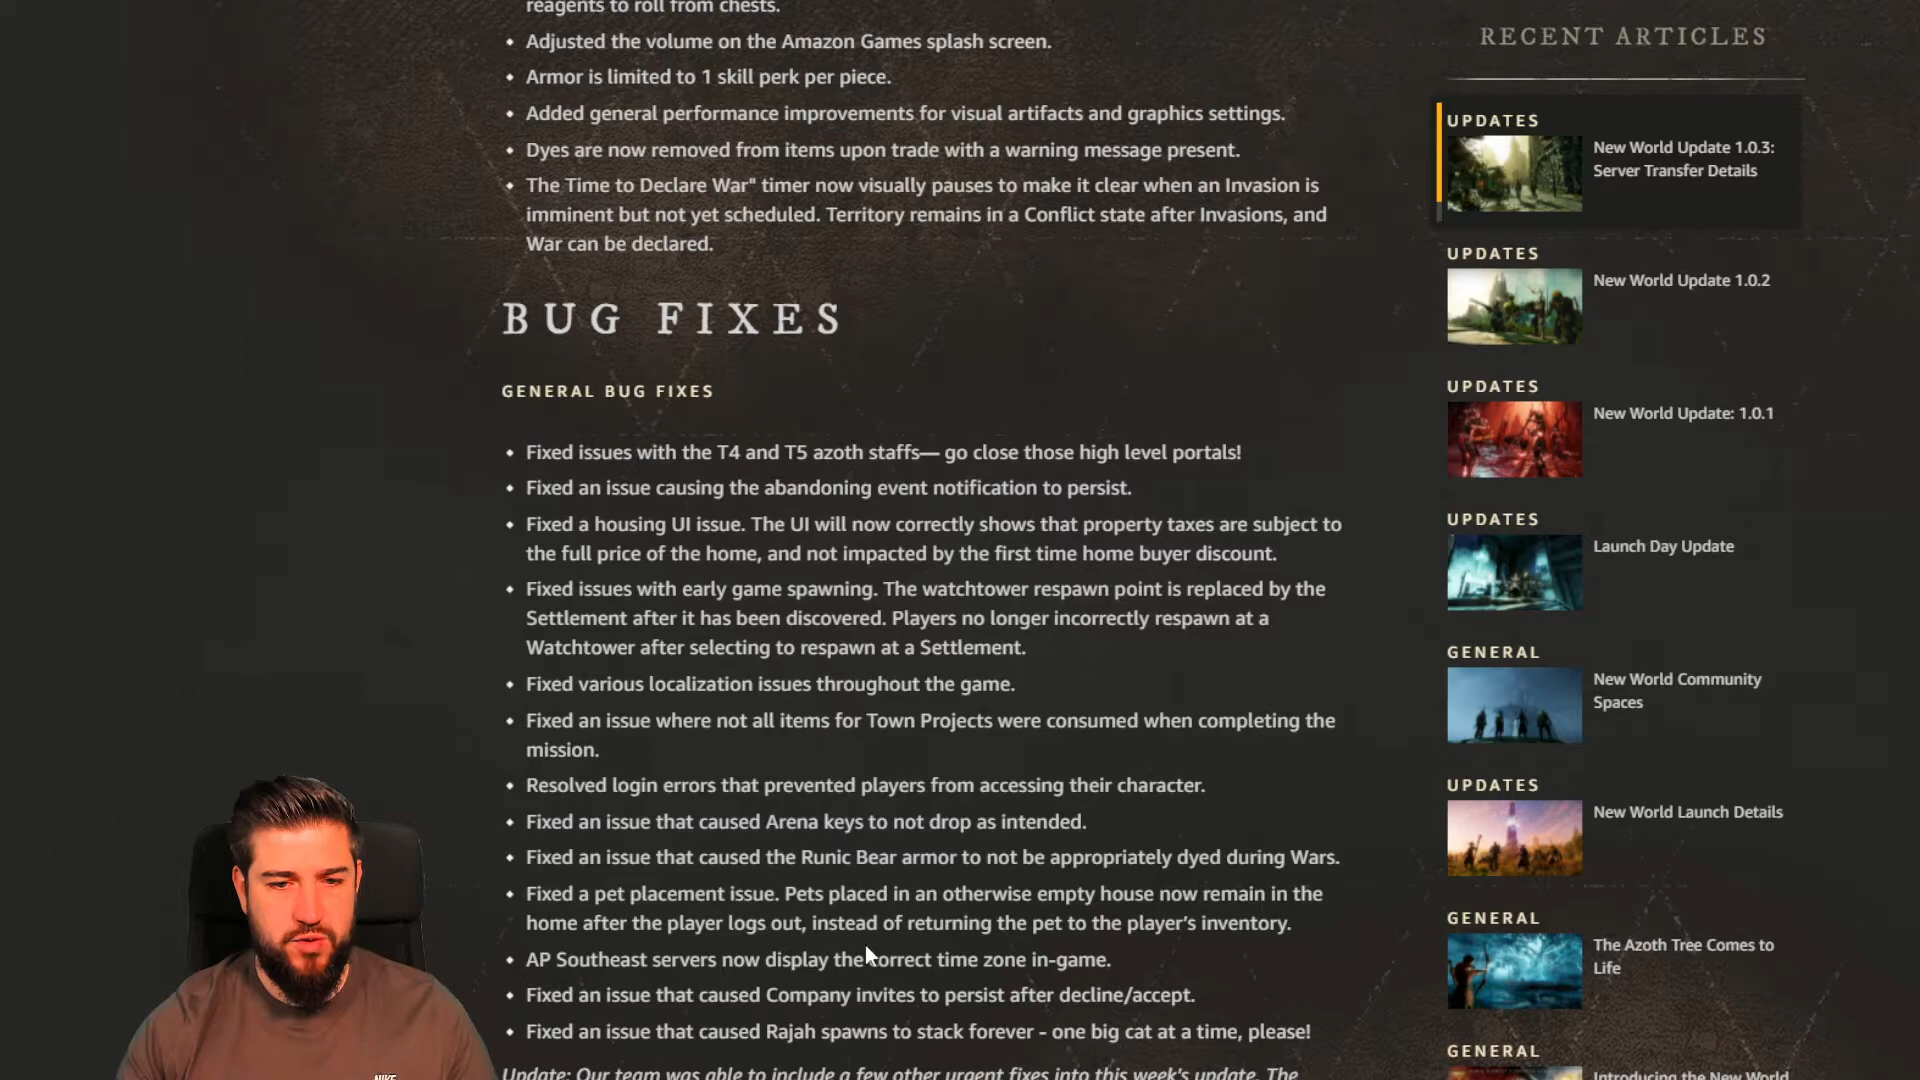 reagents to roll from chests.
Adjusted the volume on the Amazon Games splash screen.
Armor is limited to 1 skill perk per piece.
Added general performance improvements for visual artifacts and graphics settings.
Dyes are now removed from items upon trade with a warning message present.
The Time to Declare War" timer now visually pauses to make it clear when an Invasion is
imminent but not yet scheduled. Territory remains in a Conflict state after Invasions, and
War can be declared.
BUG FIXES
GENERAL BUG FIXES
Fixed issues with the T4 and T5 azoth staffs— go close those high level portals!
Fixed an issue causing the abandoning event notification to persist.
Fixed a housing UI issue. The UI will now correctly shows that property taxes are subject to
the full price of the home, and not impacted by the first time home buyer discount.
Fixed issues with early game spawning. The watchtower respawn point is replaced by the
Settlement after it has been discovered. Players no longer incorrectly respawn at a
Watchtower after selecting to respawn at a Settlement.
Fixed various localization issues throughout the game.
Fixed an issue where not all items for Town Projects were consumed when completing the
mission.
Resolved login errors that prevented players from accessing their character.
Fixed an issue that caused Arena keys to not drop as intended.
Fixed an issue that caused the Runic Bear armor to not be appropriately dyed during Wars.
Fixed a pet placement issue. Pets placed in an otherwise empty house now remain in the
home after the player logs out, instead of returning the pet to the player's inventory.
AP Southeast servers now display the correct time zone in-game.
Fixed an issue that caused Company invites to persist after decline/accept.
Fixed an issue that caused Rajah spawns to stack forever - one big cat at a time, please!
Update: Our team was able to include a few other urgent fixes into this week's update. The
RECENT ARTICLES
UPDATES
New World Update 1.0.3:
Server Transfer Details
UPDATES
New World Update 1.0.2
UPDATES
New World Update: 1.0.1
UPDATES
Launch Day Update
GENERAL
New World Community
Spaces
UPDATES
New World Launch Details
GENERAL
The Azoth Tree Comes to
Life
GENERAL
Introducing the New World
NIKE